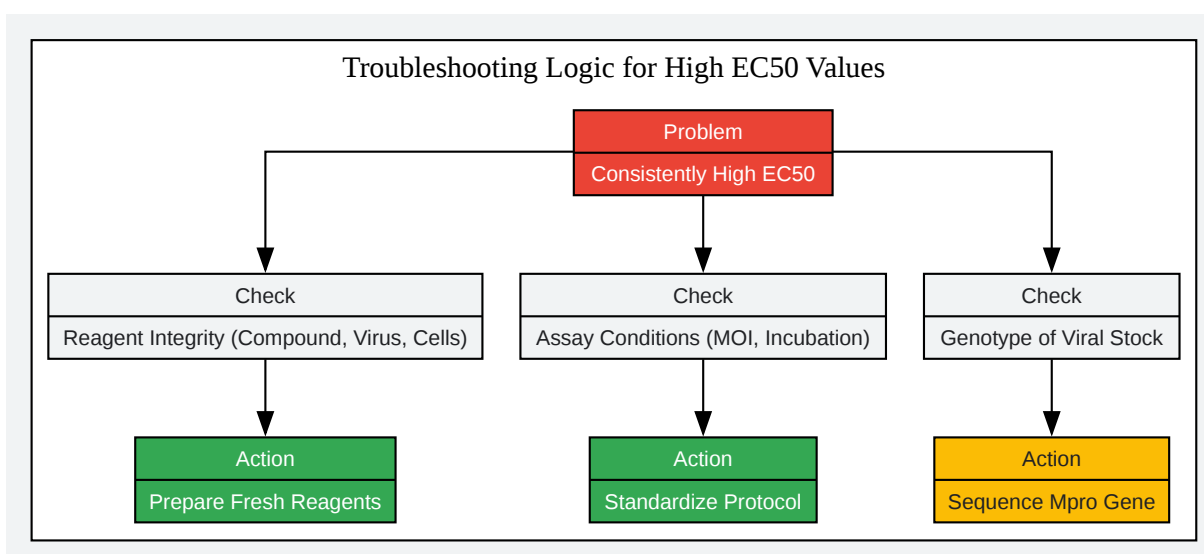 Troubleshooting Logic for High EC50 Values
Problem
Consistently High EC50
Check
Reagent Integrity (Compound, Virus, Cells)
Check
Assay Conditions (MOI, Incubation)
Check
Genotype of Viral Stock
Action
Prepare Fresh Reagents
Action
Standardize Protocol
Action
Sequence Mpro Gene